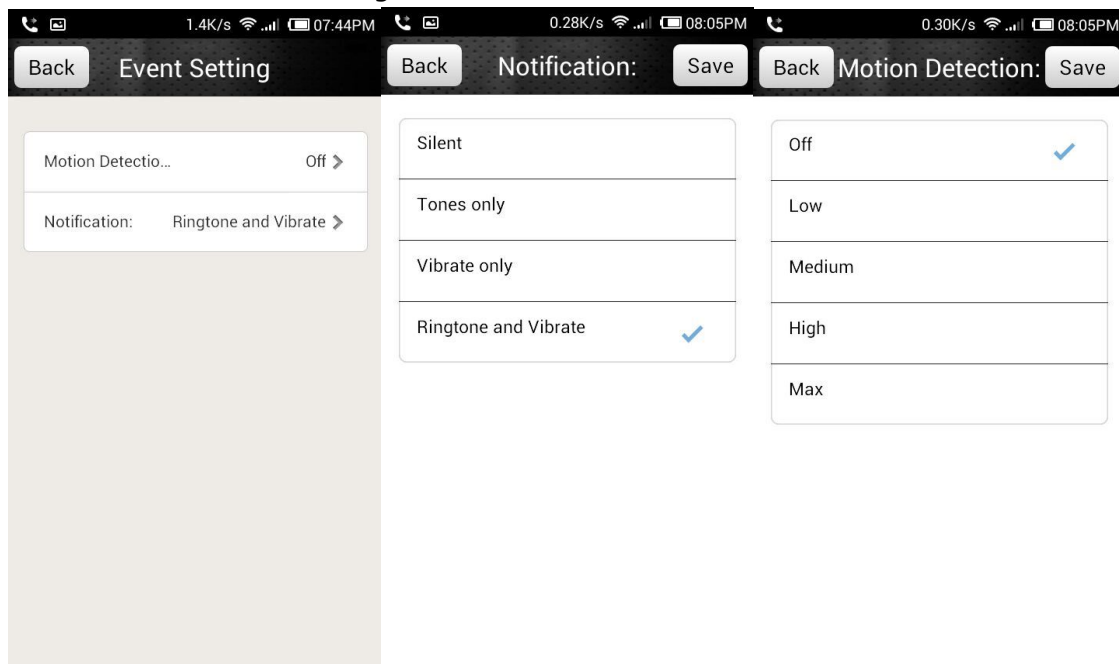 1.4K/s 07:44PM
Back Event Setting
Motion Detectio... Off
Notification: Ringtone and Vibrate
0.28K/s 08:05PM
Back Notification: Save
Silent
Tones only
Vibrate only
Ringtone and Vibrate
0.30K/s 08:05PM
Back Motion Detection: Save
Off
Low
Medium
High
Max